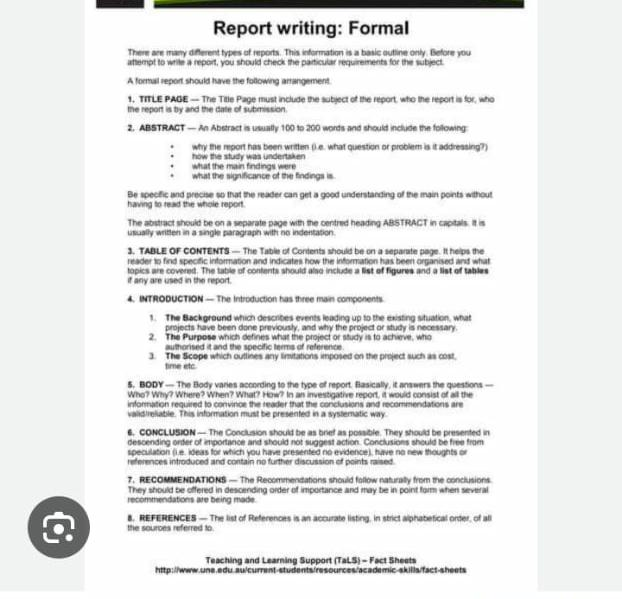 Report writing: Formal
There are many different types of reports. This information is a basic outline only. Before you
attempt to write a report, you should check the particular requirements for the subject.
A formal report should have the following arrangement.
1. TITLE PAGE — The Title Page must include the subject of the report, who the report is for, who
the report is by and the date of submission.
2. ABSTRACT — An Abstract is usually 100 to 200 words and should include the following:
• why the report has been written (i.e. what question or problem is it addressing?)
• how the study was undertaken
• what the main findings were
• what the significance of the findings is.
Be specific and precise so that the reader can get a good understanding of the main points without
having to read the whole report.
The abstract should be on a separate page with the centred heading ABSTRACT in capitals. It is
usually written in a single paragraph with no indentation.
3. TABLE OF CONTENTS — The Table of Contents should be on a separate page. It helps the
reader to find specific information and indicates how the information has been organised and what
topics are covered. The table of contents should also include a list of figures and a list of tables
if any are used in the report.
4. INTRODUCTION — The Introduction has three main components.
1. The Background which describes events leading up to the existing situation, what
projects have been done previously, and why the project or study is necessary.
2. The Purpose which defines what the project or study is to achieve, who
authorised it and the specific terms of reference.
3. The Scope which outlines any limitations imposed on the project such as cost,
time etc.
5. BODY — The Body varies according to the type of report. Basically, it answers the questions —
Who? Why? Where? When? What? How? In an investigative report, it would consist of all the
information required to convince the reader that the conclusions and recommendations are
valid/reliable. This information must be presented in a systematic way.
6. CONCLUSION — The Conclusion should be as brief as possible. They should be presented in
descending order of importance and should not suggest action. Conclusions should be free from
speculation (i.e. ideas for which you have presented no evidence), have no new thoughts or
references introduced and contain no further discussion of points raised.
7. RECOMMENDATIONS — The Recommendations should follow naturally from the conclusions.
They should be offered in descending order of importance and may be in point form when several
recommendations are being made.
8. REFERENCES — The list of References is an accurate listing, in strict alphabetical order, of all
the sources referred to.
Teaching and Learning Support (TaLS) – Fact Sheets
http://www.une.edu.au/current-students/resources/academic-skills/fact-sheets